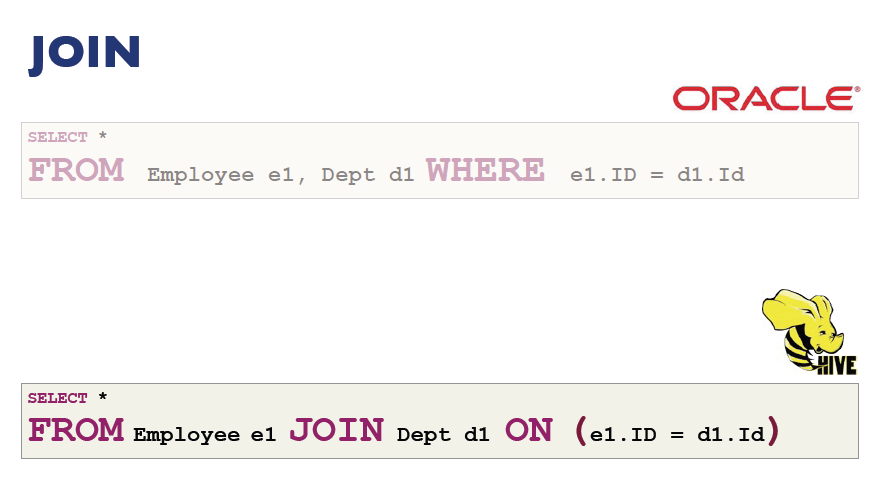 JOIN
ORACLE®
SELECT *
FROM Employee e1, Dept d1 WHERE e1.ID = d1.Id
HIVE
SELECT *
FROM Employee e1 JOIN Dept d1 ON (e1.ID = d1.Id)